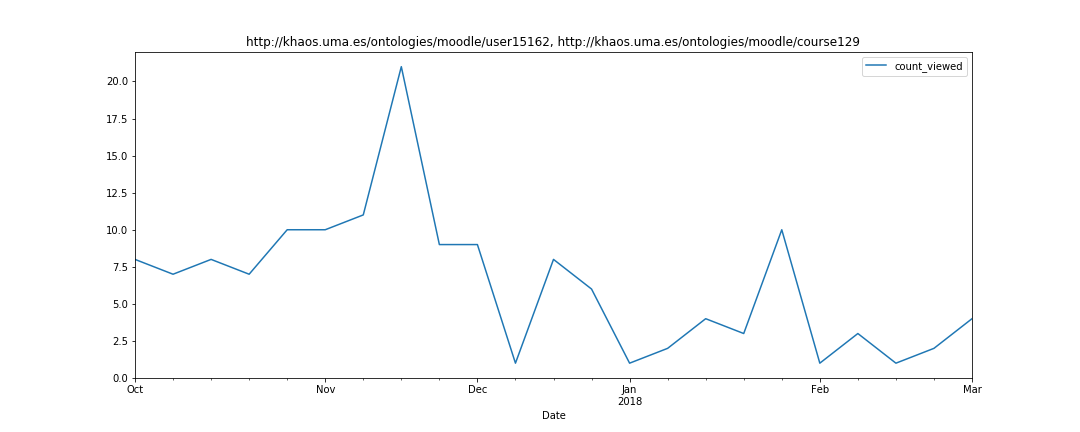 http://khaos.uma.es/ontologies/moodle/user15162, http://khaos.uma.es/ontologies/moodle/course129
count_viewed
20.0
17.5
15.0
12.5
10.0
7.5
5.0
2.5
0.0
Oct Nov Dec Jan Feb Mar
2018
Date